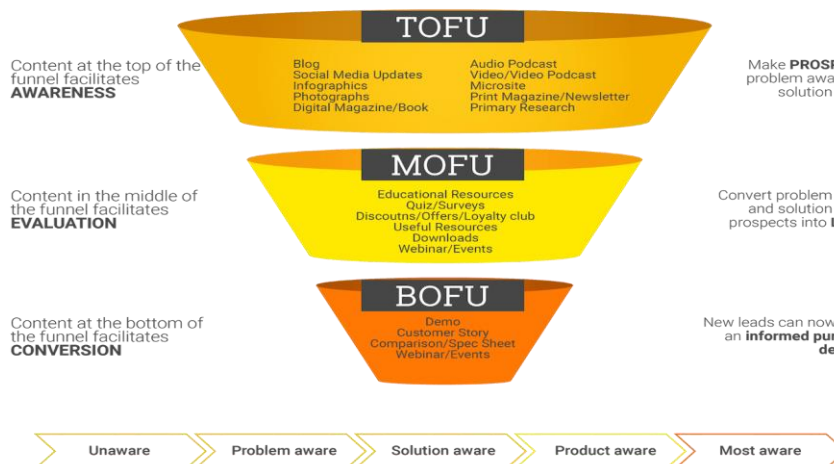 TOFU
Content at the top of the
funnel facilitates
AWARENESS
Blog
Social Media Updates
Infographics
Photographs
Digital Magazine/Book
Audio Podcast
Video/Video Podcast
Microsite
Print Magazine/Newsletter
Primary Research
Make
problem
solution
MOFU
Content in the middle of
the funnel facilitates
EVALUATION
Educational Resources
Quiz/Surveys
Discoutns/Offers/Loyalty club
Useful Resources
Downloads
Webinar/Events
Convert problem
and solution
prospects into
BOFU
Content at the bottom of
the funnel facilitates
CONVERSION
Demo
Customer Story
Comparison/Spec Sheet
Webinar/Events
New leads can now
an informed
Unaware
Problem aware
Solution aware
Product aware
Most aware